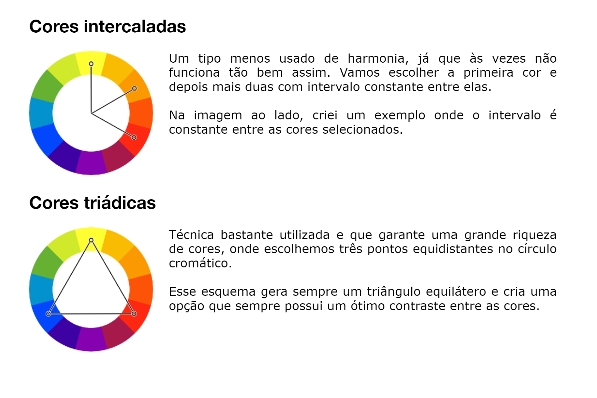 Cores intercaladas
Um tipo menos usado de harmonia, já que às vezes não
funciona tão bem assim. Vamos escolher a primeira cor e
depois mais duas com intervalo constante entre elas.
Na imagem ao lado, criei um exemplo onde o intervalo é
constante entre as cores selecionados.
Cores triádicas
Técnica bastante utilizada e que garante uma grande riqueza
de cores, onde escolhemos três pontos equidistantes no círculo
cromático.
Esse esquema gera sempre um triângulo equilátero e cria uma
opção que sempre possui um ótimo contraste entre as cores.